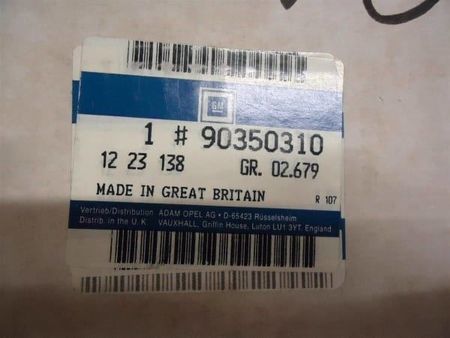 GM
1 # 90350310
12 23 138 GR. 02.679
MADE IN GREAT BRITAIN R 107
Vertrieb/Distribution ADAM OPEL AG • D-65423 Rüsselsheim
Distrib. in the U. K. VAUXHALL, Griffin House, Luton LU1 3YT. England